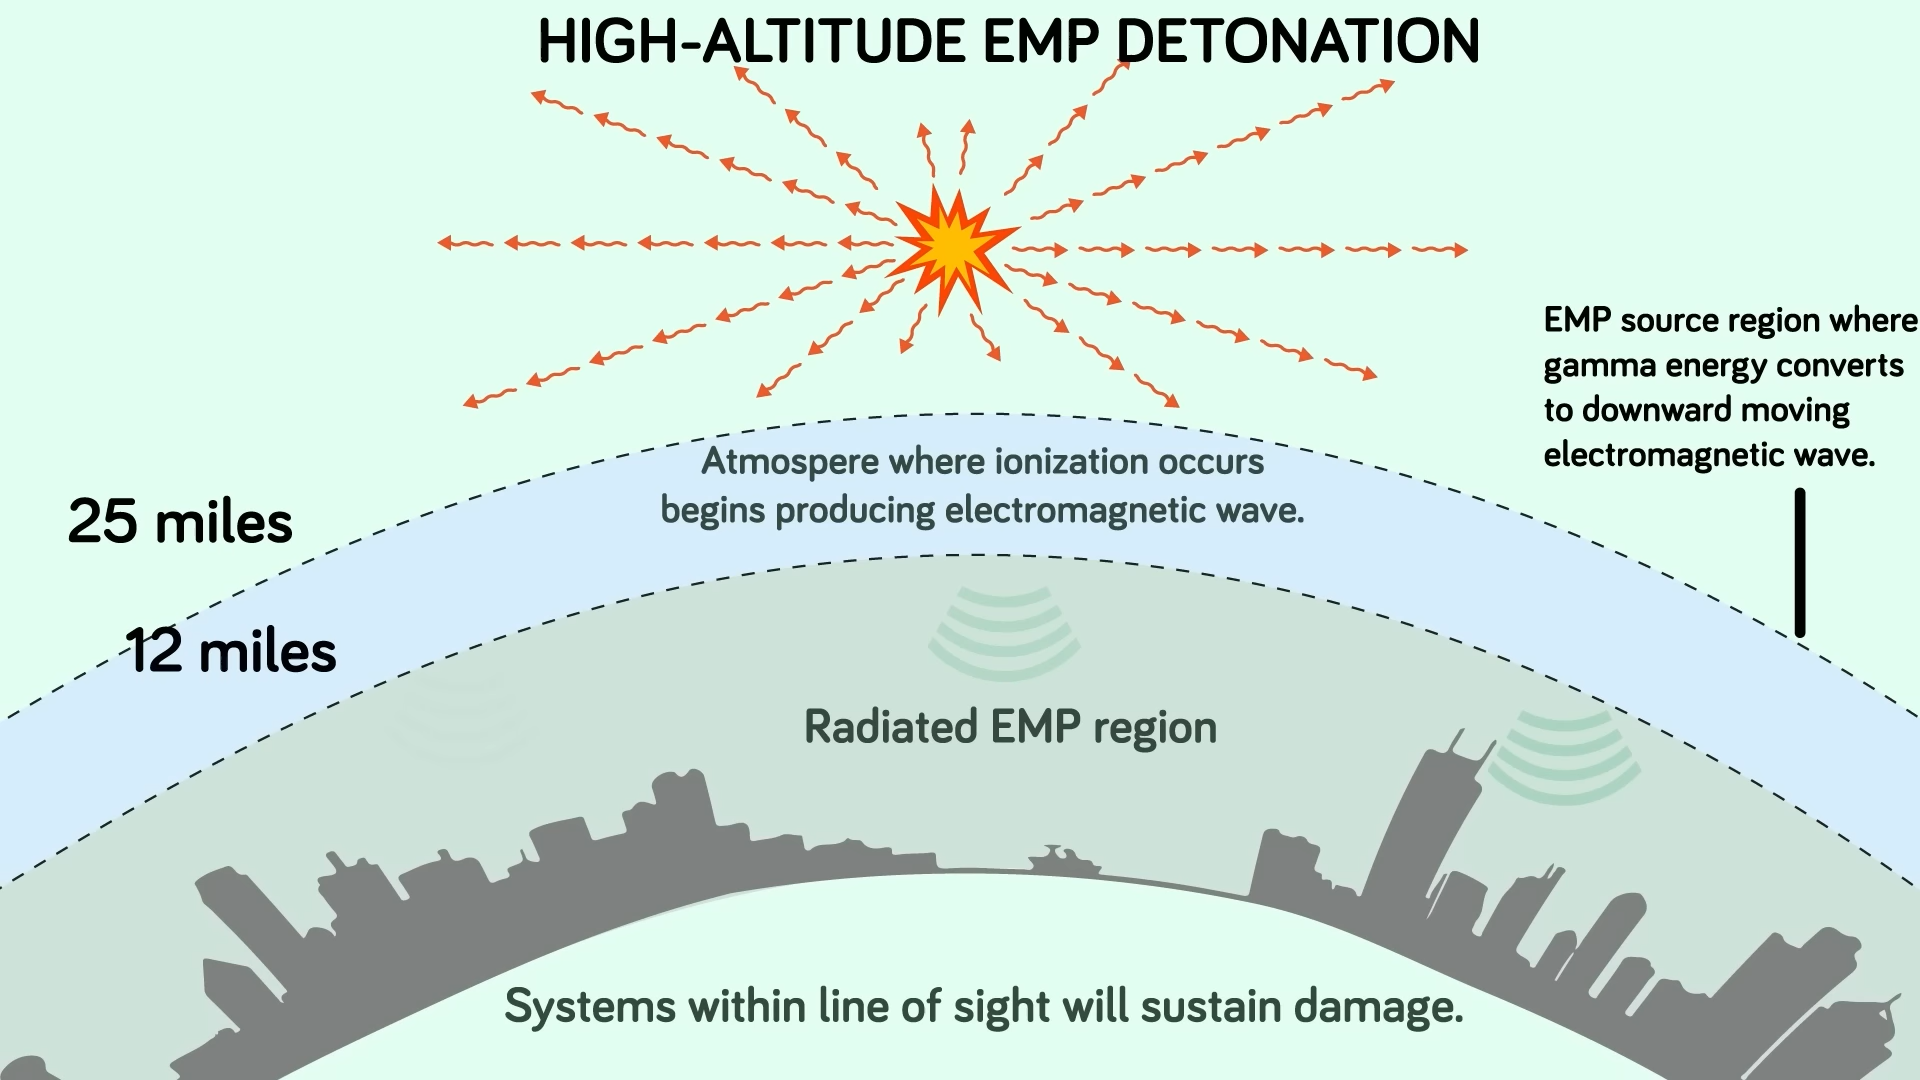 HIGH-ALTITUDE EMP DETONATION
EMP source region where
gamma energy converts
to downward moving
electromagnetic wave.
Atmospere where ionization occurs
begins producing electromagnetic wave.
25 miles
12 miles
Radiated EMP region
Systems within line of sight will sustain damage.